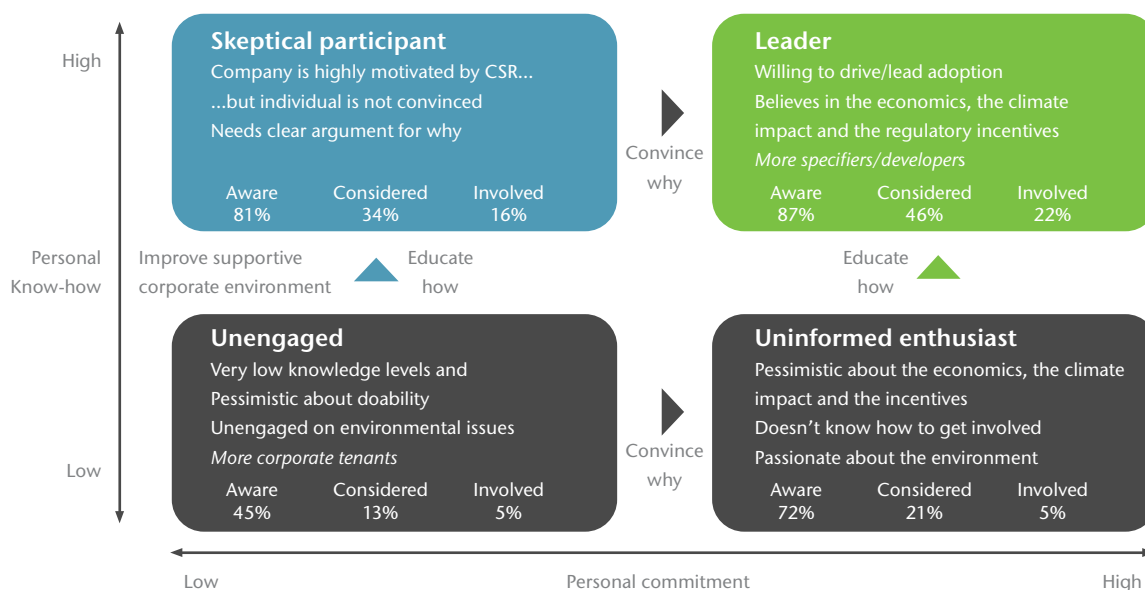 High
Skeptical participant
Company is highly motivated by CSR...
...but individual is not convinced
Needs clear argument for why
Aware Considered Involved
81% 34% 16%
Convince
why
Leader
Willing to drive/lead adoption
Believes in the economics, the climate
impact and the regulatory incentives
More specifiers/developers
Aware Considered Involved
87% 46% 22%
Personal
Know-how
Improve supportive
corporate environment
Educate
how
Educate
how
Unengaged
Very low knowledge levels and
Pessimistic about doability
Unengaged on environmental issues
More corporate tenants
Aware Considered Involved
45% 13% 5%
Convince
why
Uninformed enthusiast
Pessimistic about the economics, the climate
impact and the incentives
Doesn’t know how to get involved
Passionate about the environment
Aware Considered Involved
72% 21% 5%
Low
Low Personal commitment High